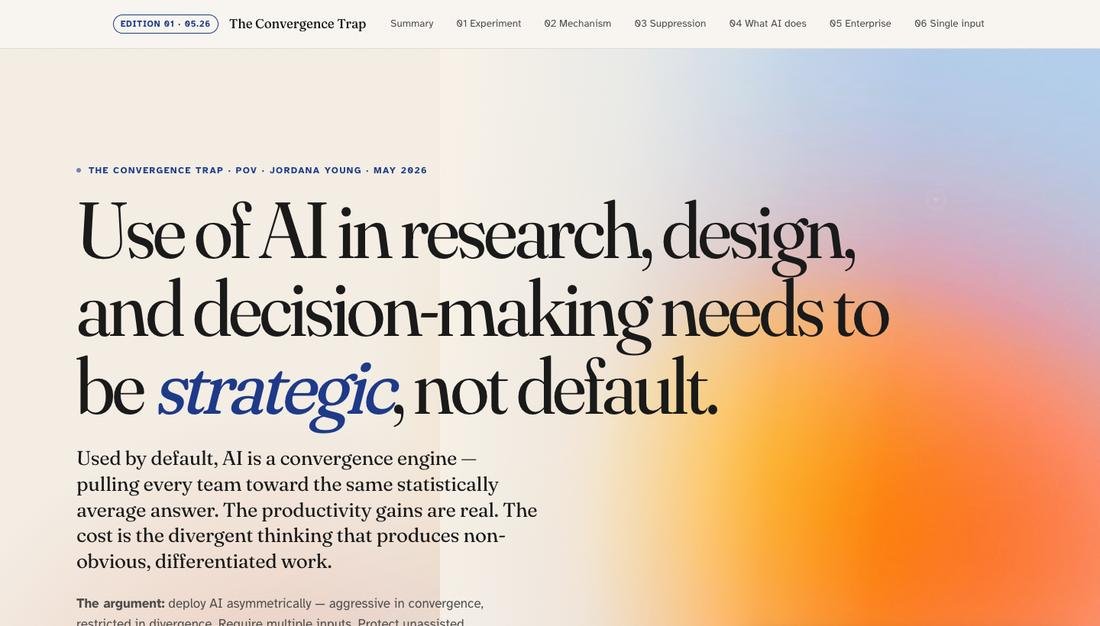 EDITION 01 · 05.26
The Convergence Trap
Summary
01 Experiment
02 Mechanism
03 Suppression
04 What AI does
05 Enterprise
06 Single input
THE CONVERGENCE TRAP · POV · JORDANA YOUNG · MAY 2026
Use of AI in research, design,
and decision-making needs to
be strategic, not default.
Used by default, AI is a convergence engine —
pulling every team toward the same statistically
average answer. The productivity gains are real. The
cost is the divergent thinking that produces non-
obvious, differentiated work.
The argument: deploy AI asymmetrically — aggressive in convergence,
restricted in divergence. Require multiple inputs. Protect unassisted